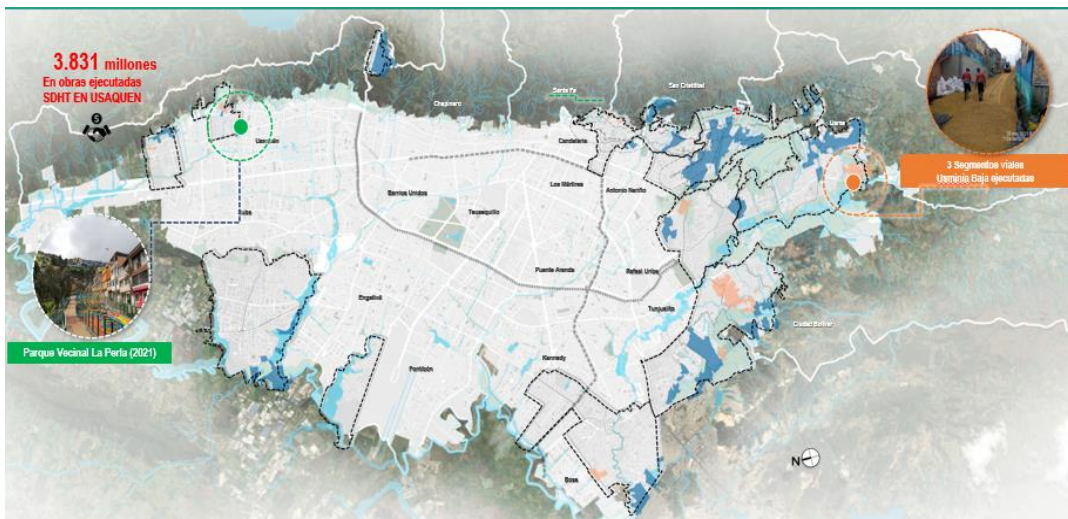 3.831 millones
En obras ejecutadas
SDHT EN USAQUEN
Chapinero
Santa Fe
San Cristóbal
Usme
Usaquén
Candelaria
3 Segmentos viales
Usminia Baja ejecutadas
Barrios Unidos
Los Mártires
Antonio Nariño
Suba
Teusaquillo
Puente Aranda
Rafael Uribe
Engativá
Tunjuelito
Ciudad Bolívar
Parque Vecinal La Perla (2021)
Kennedy
Fontibón
N
Bosa